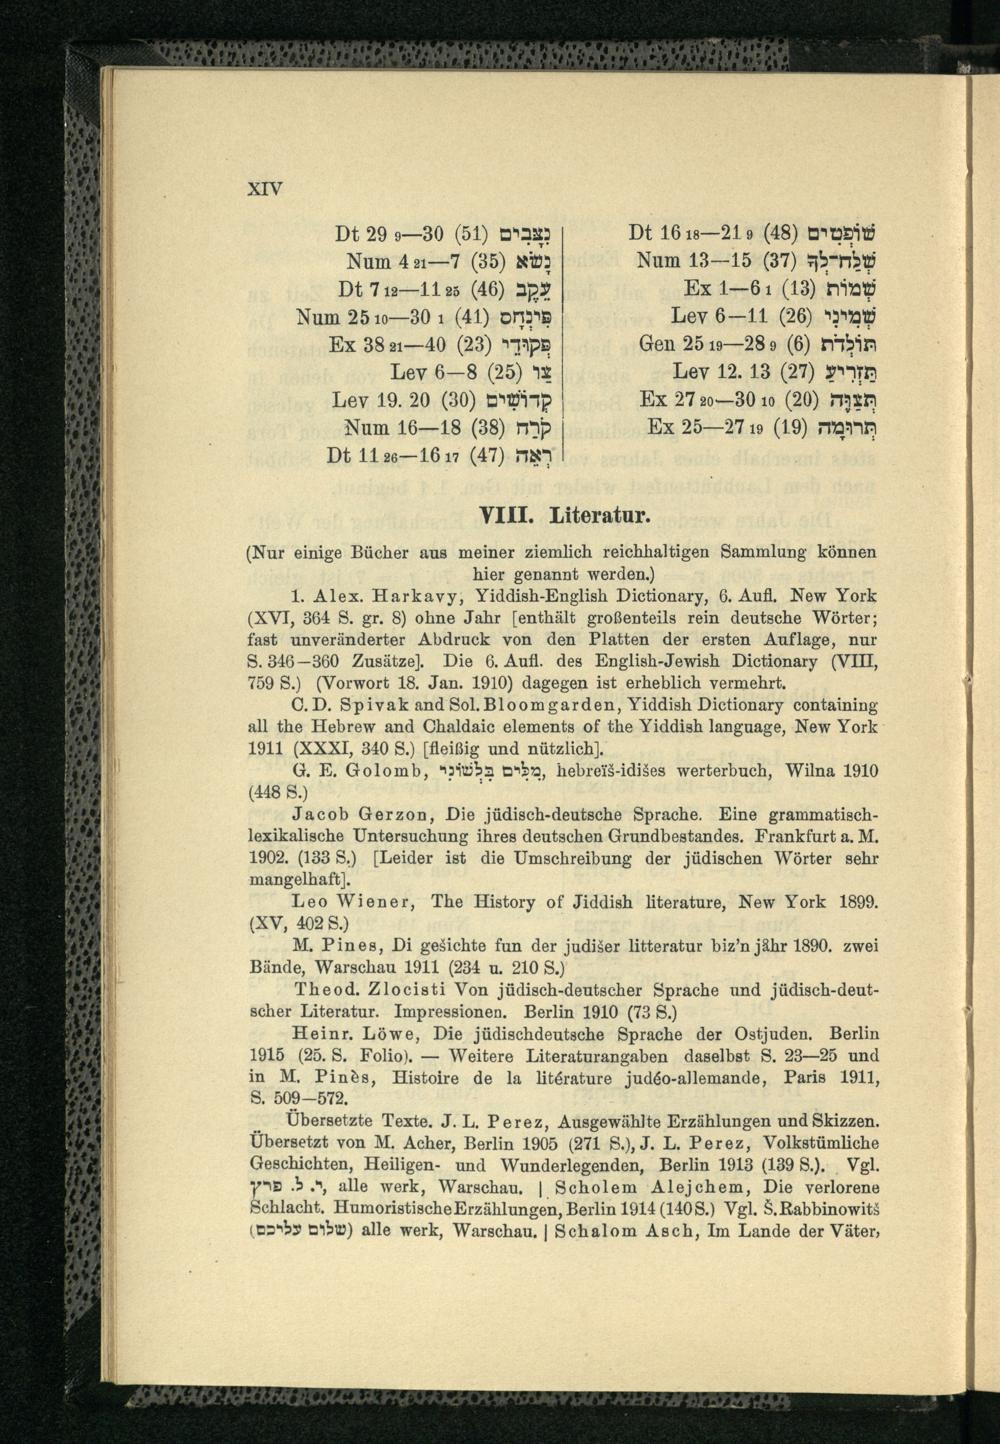 XIV
Dt 29 9—30 (51) נִצָּבִים
Num 4 21—7 (35) נָשׂא
Dt 7 12—11 25 (46) עֵקֶב
Num 25 10—30 1 (41) פִּינְחָס
Ex 38 21—40 (23) פְּקוּדֵי
Lev 6—8 (25) צַו
Lev 19. 20 (30) קְדוֹשִׁים
Num 16—18 (38) קֹרַח
Dt 11 26—16 17 (47) רְאֵה
Dt 16 18—21 9 (48) שׁוֹפְטִים
Num 13—15 (37) שְׁלַח־לְךָ
Ex 1—6 1 (13) שְׁמוֹת
Lev 6—11 (26) שְׁמִינִי
Gen 25 19—28 9 (6) תּוֹלְדֹת
Lev 12. 13 (27) תַּזְרִיעַ
Ex 27 20—30 10 (20) תְּצַוֶּה
Ex 25—27 19 (19) תְּרוּמָה
VIII. Literatur.
(Nur einige Bücher aus meiner ziemlich reichhaltigen Sammlung können
hier genannt werden.)
1. Alex. Harkavy, Yiddish-English Dictionary, 6. Aufl. New York
(XVI, 364 S. gr. 8) ohne Jahr [enthält großenteils rein deutsche Wörter;
fast unveränderter Abdruck von den Platten der ersten Auflage, nur
S. 346—360 Zusätze]. Die 6. Aufl. des English-Jewish Dictionary (VIII,
759 S.) (Vorwort 18. Jan. 1910) dagegen ist erheblich vermehrt.
C. D. Spivak and Sol. Bloomgarden, Yiddish Dictionary containing
all the Hebrew and Chaldaic elements of the Yiddish language, New York
1911 (XXXI, 340 S.) [fleißig und nützlich].
G. E. Golomb, מִלִּים בִּלְשׁוֹנִי, hebreïš-idišes werterbuch, Wilna 1910
(448 S.)
Jacob Gerzon, Die jüdisch-deutsche Sprache. Eine grammatisch-
lexikalische Untersuchung ihres deutschen Grundbestandes. Frankfurt a. M.
1902. (133 S.) [Leider ist die Umschreibung der jüdischen Wörter sehr
mangelhaft].
Leo Wiener, The History of Jiddish literature, New York 1899.
(XV, 402 S.)
M. Pines, Di gešichte fun der judišer litteratur biz'n jåhr 1890. zwei
Bände, Warschau 1911 (234 u. 210 S.)
Theod. Zlocisti Von jüdisch-deutscher Sprache und jüdisch-deut-
scher Literatur. Impressionen. Berlin 1910 (73 S.)
Heinr. Löwe, Die jüdischdeutsche Sprache der Ostjuden. Berlin
1915 (25. S. Folio). — Weitere Literaturangaben daselbst S. 23—25 und
in M. Pinès, Histoire de la litérature judéo-allemande, Paris 1911,
S. 509—572.
Übersetzte Texte. J. L. Perez, Ausgewählte Erzählungen und Skizzen.
Übersetzt von M. Acher, Berlin 1905 (271 S.), J. L. Perez, Volkstümliche
Geschichten, Heiligen- und Wunderlegenden, Berlin 1913 (139 S.). Vgl.
י. ל. פרץ, alle werk, Warschau. | Scholem Alejchem, Die verlorene
Schlacht. Humoristische Erzählungen, Berlin 1914 (140 S.) Vgl. Š. Rabbinowitš
(שלום עליכם) alle werk, Warschau. | Schalom Asch, Im Lande der Väter,